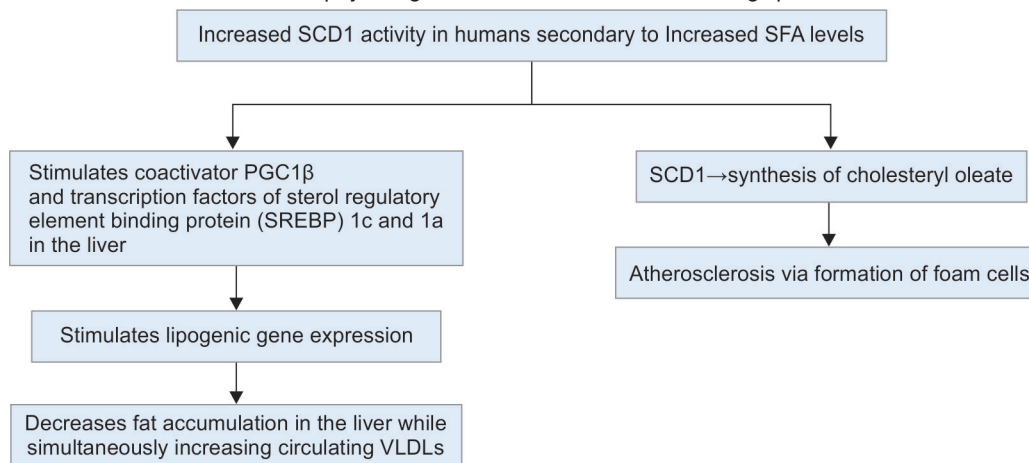 Increased SCD1 activity in humans secondary to Increased SFA levels
Stimulates coactivator PGC1β
and transcription factors of sterol regulatory
element binding protein (SREBP) 1c and 1a
in the liver
Stimulates lipogenic gene expression
Decreases fat accumulation in the liver while
simultaneously increasing circulating VLDLs
SCD1→synthesis of cholesteryl oleate
Atherosclerosis via formation of foam cells